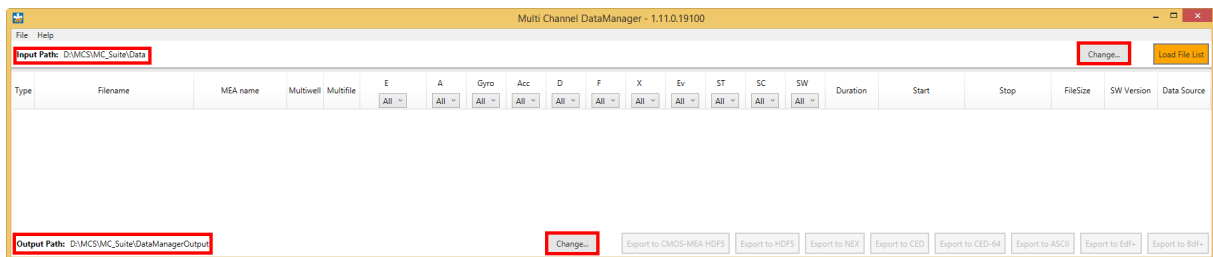 Multi Channel DataManager - 1.11.0.19100
File Help
Input Path: D:\MCS\MC_Suite\Data Change... Load File List
Type Filename MEA name Multiwell Multifile E A Gyro Acc D F X Ev ST SC SW Duration Start Stop FileSize SW Version Data Source
All All All All All All All All All All All
Output Path: D:\MCS\MC_Suite\DataManagerOutput Change... Export to CMOS-MEA HDF5 Export to HDF5 Export to NEX Export to CED Export to CED-64 Export to ASCII Export to Edf+ Export to Bdf+